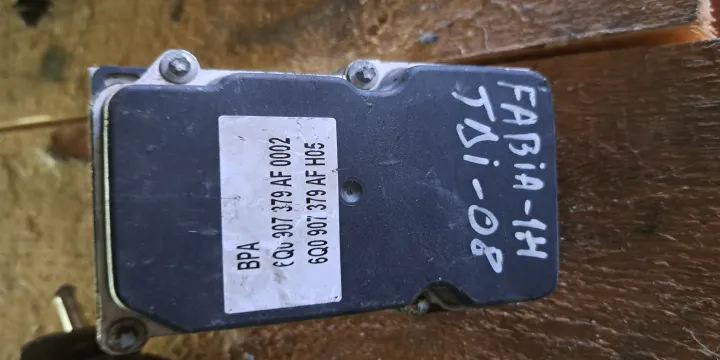 BPA
6Q0 907 379 AF 0002
6Q0 907 379 AF H05
FABiA-1H
TDi-08